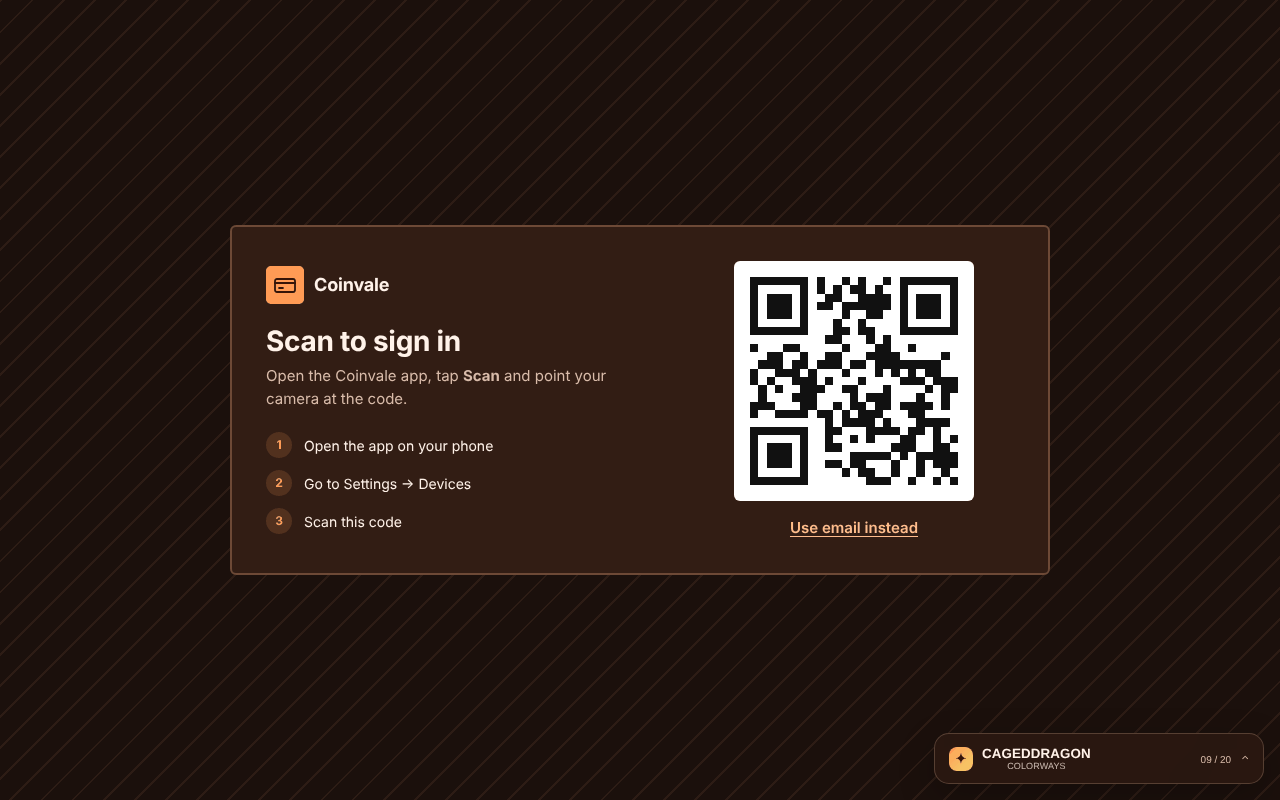 Coinvale
Scan to sign in
Open the Coinvale app, tap Scan and point your
camera at the code.
1 Open the app on your phone
2 Go to Settings → Devices
3 Scan this code
Use email instead
CAGEDDRAGON
COLORWAYS
09 / 20